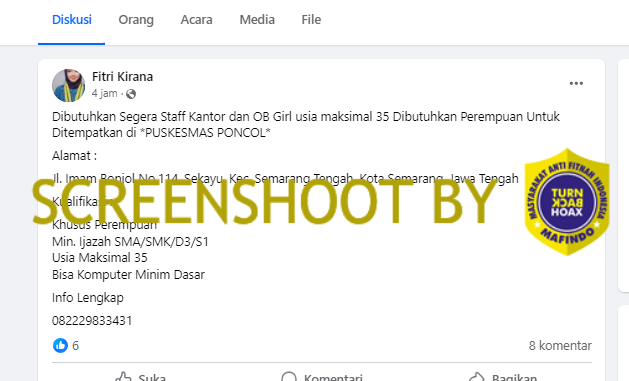 Diskusi Orang Acara Media File
Fitri Kirana
4 jam ·
Dibutuhkan Segera Staff Kantor dan OB Girl usia maksimal 35 Dibutuhkan Perempuan Untuk
Ditempatkan di *PUSKESMAS PONCOL*
Alamat :
Jl. Imam Bonjol No.114, Sekayu, Kec. Semarang Tengah, Kota Semarang, Jawa Tengah
SCREENSHOOT BY
MASYARAKAT ANTI FITNAH INDONESIA
TURN
BACK
HOAX
MAFINDO
Khusus Perempuan
Min. Ijazah SMA/SMK/D3/S1
Usia Maksimal 35
Bisa Komputer Minim Dasar
Info Lengkap
082229833431
6 8 komentar
Suka Komentari Bagikan